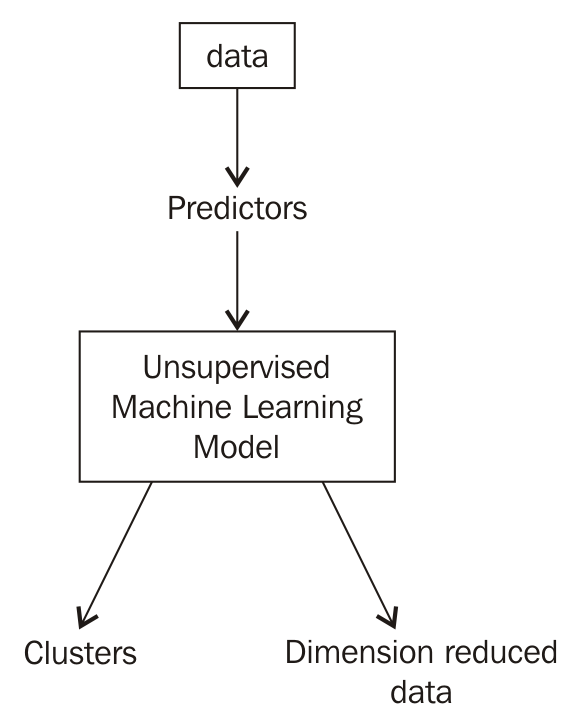 data
Predictors
Unsupervised
Machine Learning
Model
Clusters
Dimension reduced
data